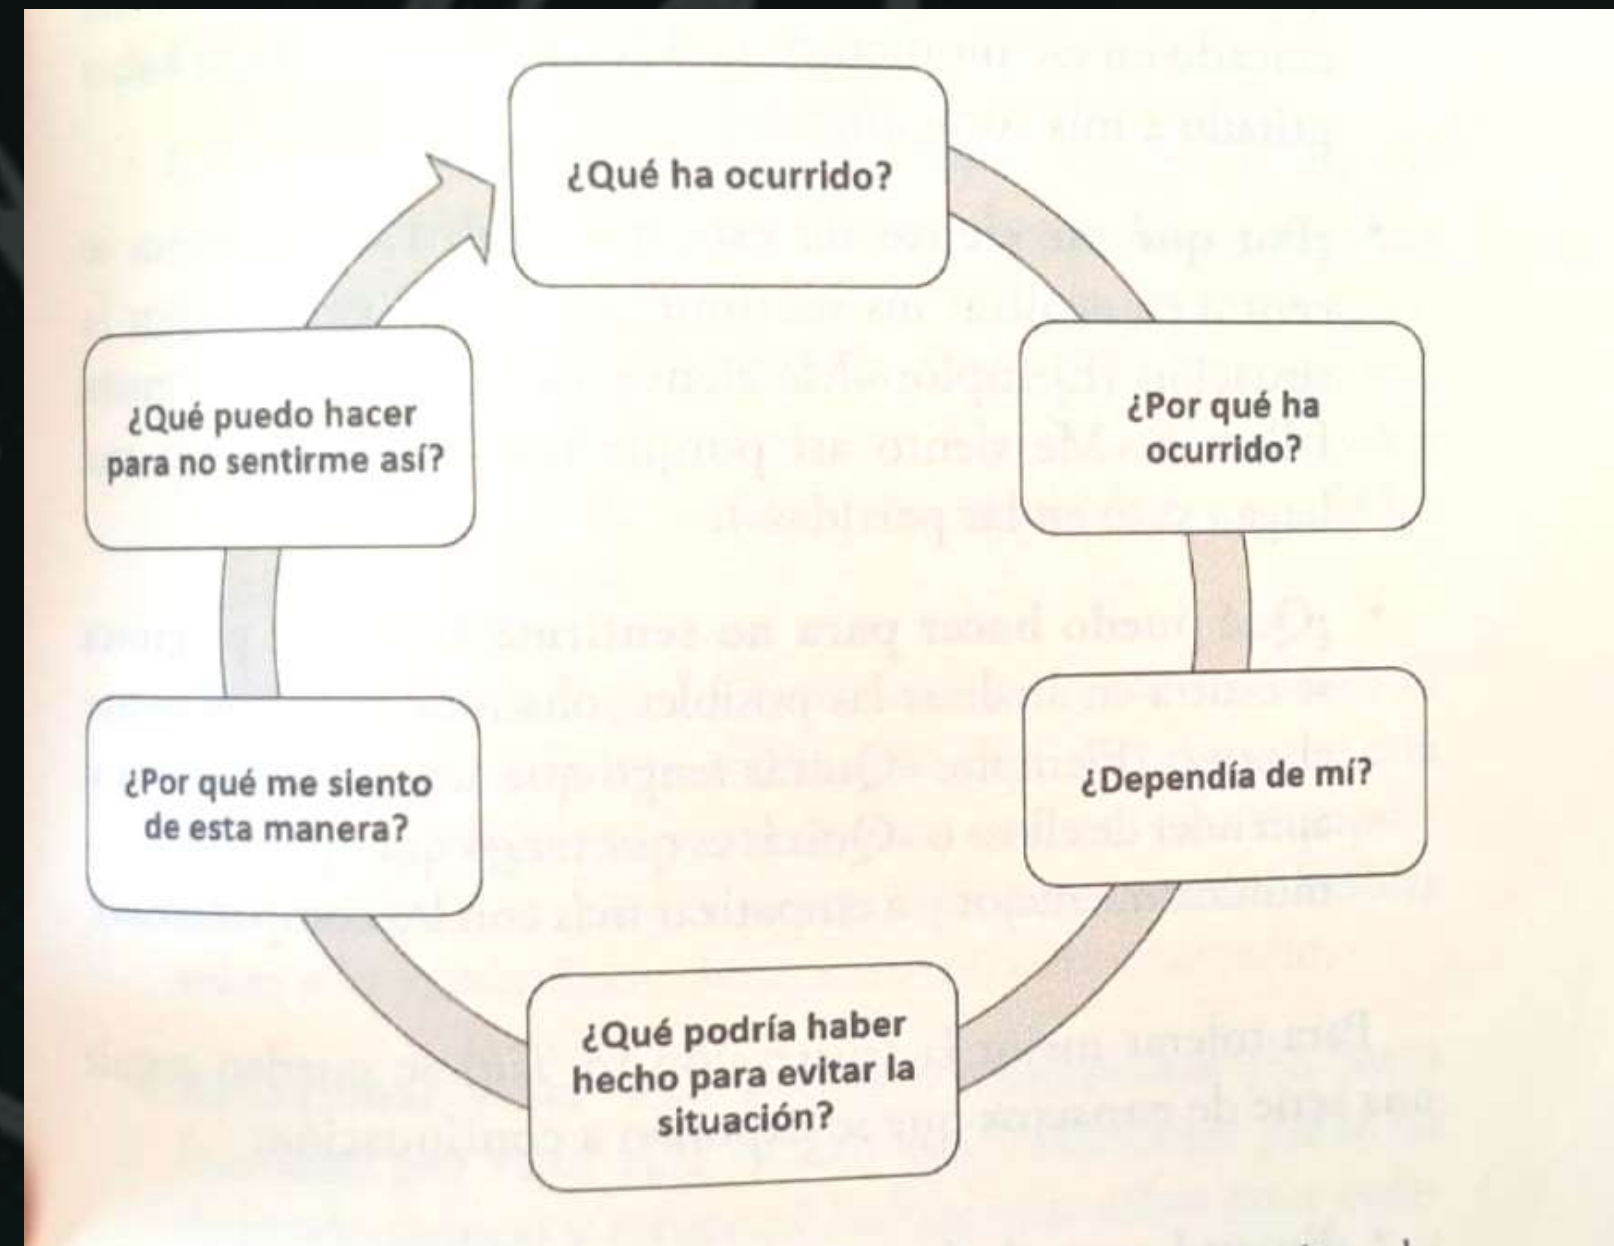 ¿Qué ha ocurrido?
¿Por qué ha
ocurrido?
¿Dependía de mí?
¿Qué podría haber
hecho para evitar la
situación?
¿Por qué me siento
de esta manera?
¿Qué puedo hacer
para no sentirme así?